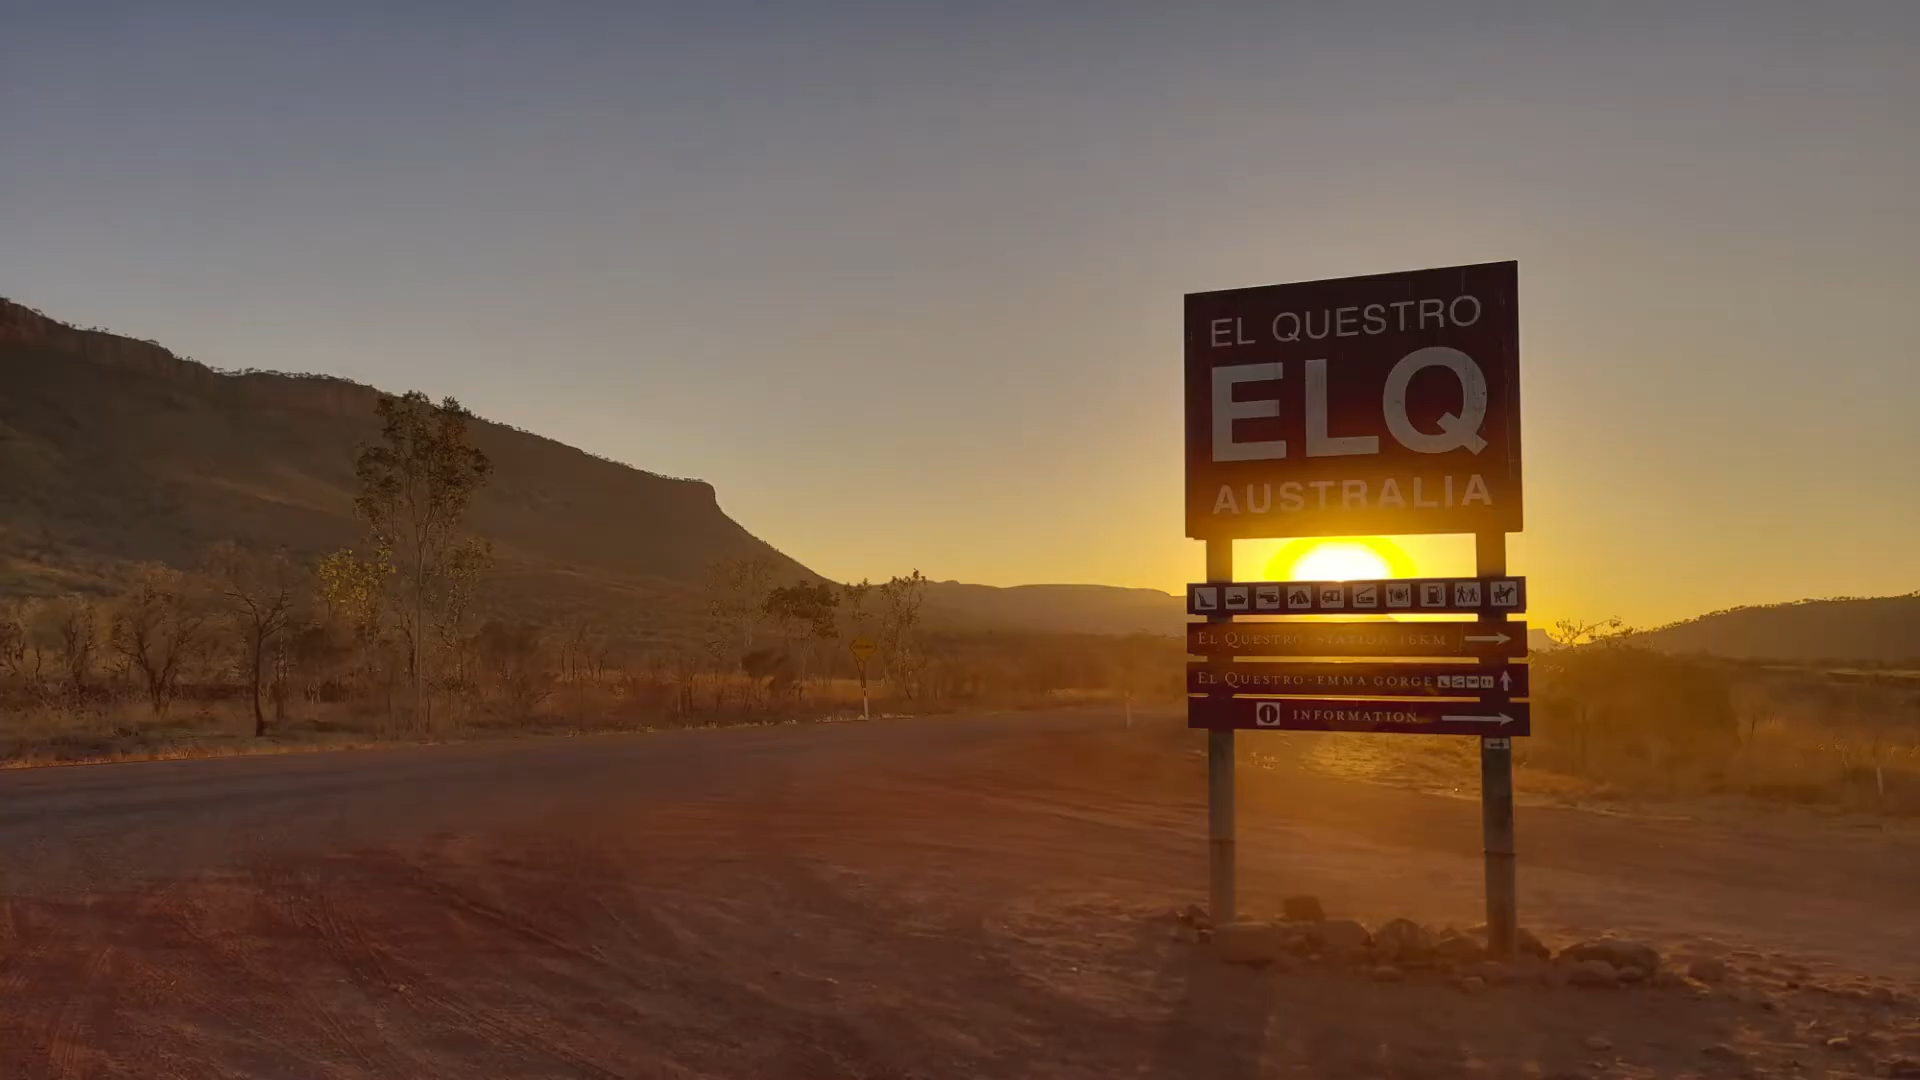 EL QUESTRO
ELQ
AUSTRALIA
EL QUESTRO - STATION 16KM
EL QUESTRO - EMMA GORGE
INFORMATION